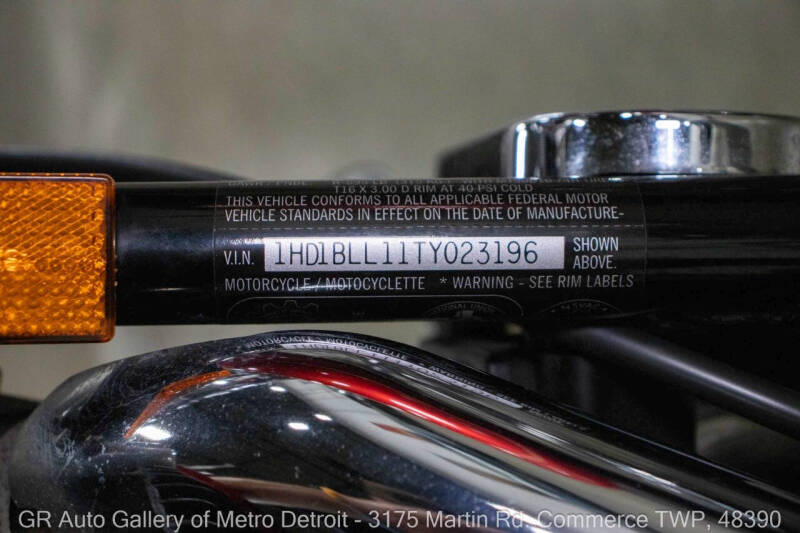 T16 X 3.00 D RIM AT 40 PSI COLD
THIS VEHICLE CONFORMS TO ALL APPLICABLE FEDERAL MOTOR
VEHICLE STANDARDS IN EFFECT ON THE DATE OF MANUFACTURE-
V.I.N. 1HD1BLL11TY023196 SHOWN
ABOVE.
MOTORCYCLE / MOTOCYCLETTE * WARNING - SEE RIM LABELS
GR Auto Gallery of Metro Detroit - 3175 Martin Rd. Commerce TWP, 48390